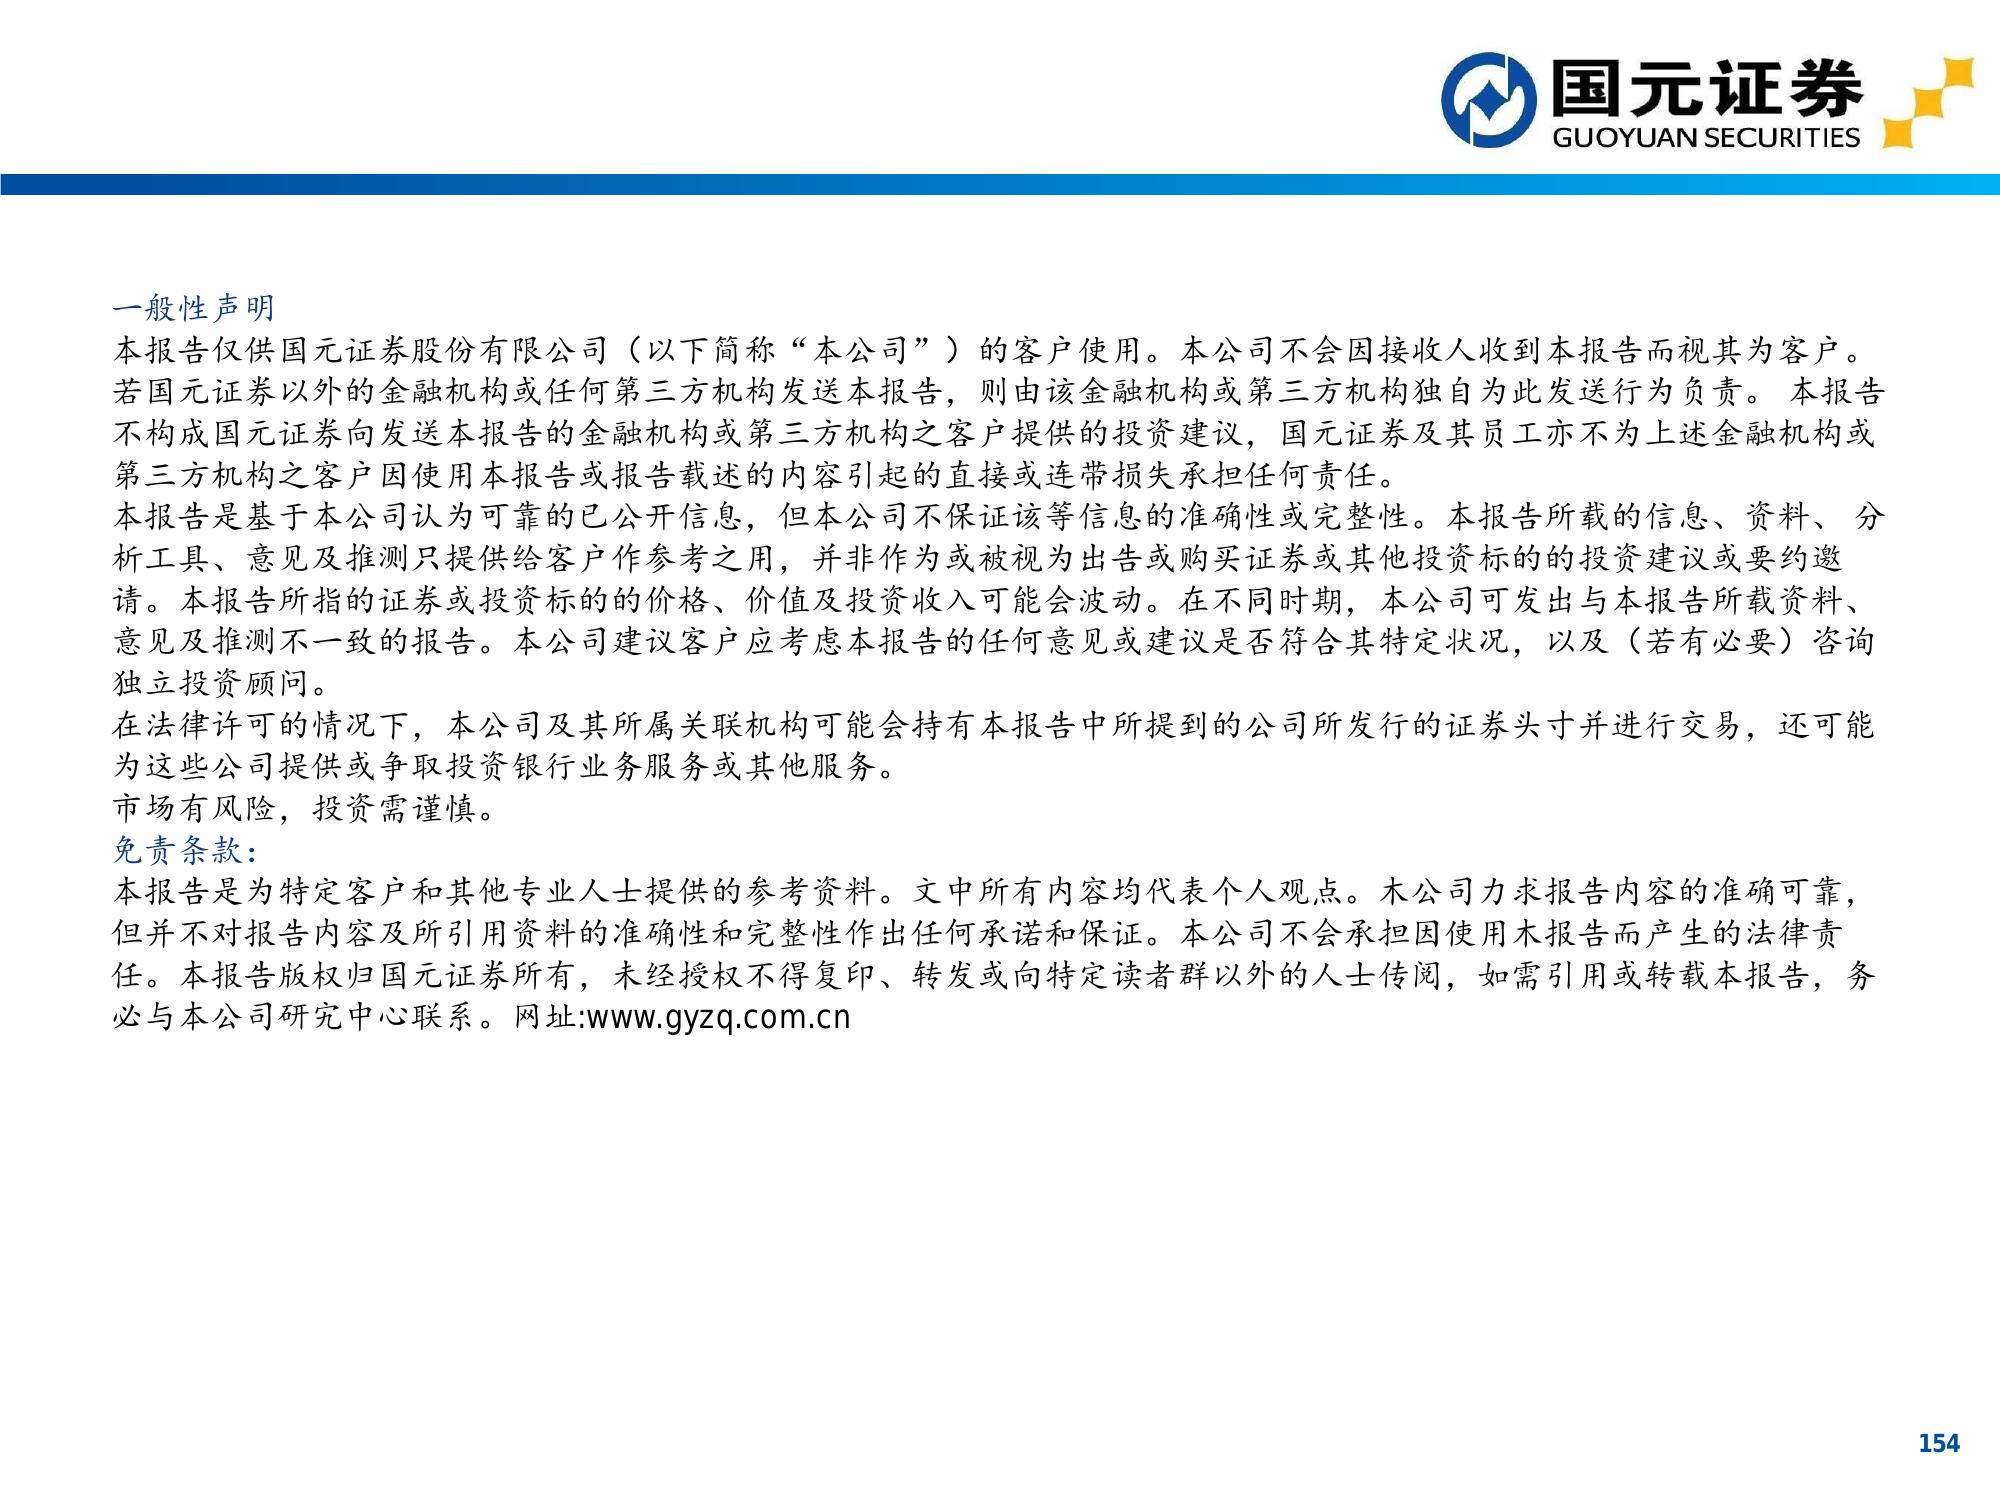 国元证券
GUOYUAN SECURITIES
一般性声明
本报告仅供国元证券股份有限公司（以下简称“本公司”）的客户使用。本公司不会因接收人收到本报告而视其为客户。
若国元证券以外的金融机构或任何第三方机构发送本报告，则由该金融机构或第三方机构独自为此发送行为负责。 本报告
不构成国元证券向发送本报告的金融机构或第三方机构之客户提供的投资建议，国元证券及其员工亦不为上述金融机构或
第三方机构之客户因使用本报告或报告载述的内容引起的直接或连带损失承担任何责任。
本报告是基于本公司认为可靠的已公开信息，但本公司不保证该等信息的准确性或完整性。本报告所载的信息、资料、 分
析工具、意见及推测只提供给客户作参考之用，并非作为或被视为出告或购买证券或其他投资标的的投资建议或要约邀
请。本报告所指的证券或投资标的的价格、价值及投资收入可能会波动。在不同时期，本公司可发出与本报告所载资料、
意见及推测不一致的报告。本公司建议客户应考虑本报告的任何意见或建议是否符合其特定状况，以及（若有必要）咨询
独立投资顾问。
在法律许可的情况下，本公司及其所属关联机构可能会持有本报告中所提到的公司所发行的证券头寸并进行交易，还可能
为这些公司提供或争取投资银行业务服务或其他服务。
市场有风险，投资需谨慎。
免责条款：
本报告是为特定客户和其他专业人士提供的参考资料。文中所有内容均代表个人观点。木公司力求报告内容的准确可靠，
但并不对报告内容及所引用资料的准确性和完整性作出任何承诺和保证。本公司不会承担因使用木报告而产生的法律责
任。本报告版权归国元证券所有，未经授权不得复印、转发或向特定读者群以外的人士传阅，如需引用或转载本报告，务
必与本公司研究中心联系。网址:www.gyzq.com.cn
154